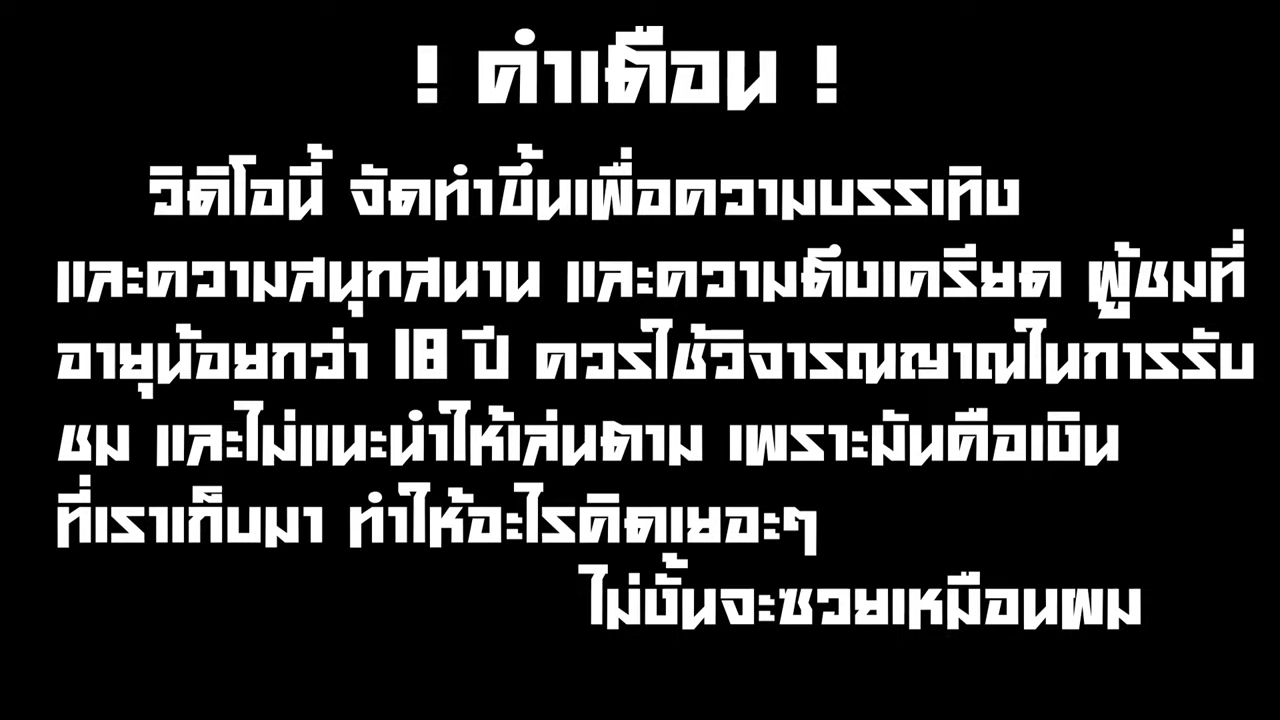 ! คำเตือน !
วิดิโอนี้ จัดทำขึ้นเพื่อความบรรเทิง
และความสนุกสนาน และความตึงเครียด ผู้ชมที่
อายุน้อยกว่า 18 ปี ควรใช้วิจารณญาณในการรับ
ชม และไม่แนะนำให้เล่นตาม เพราะมันคือเงิน
ที่เราเก็บมา ทำให้อะไรคิดเยอะๆ
ไม่งั้นจะซวยเหมือนผม